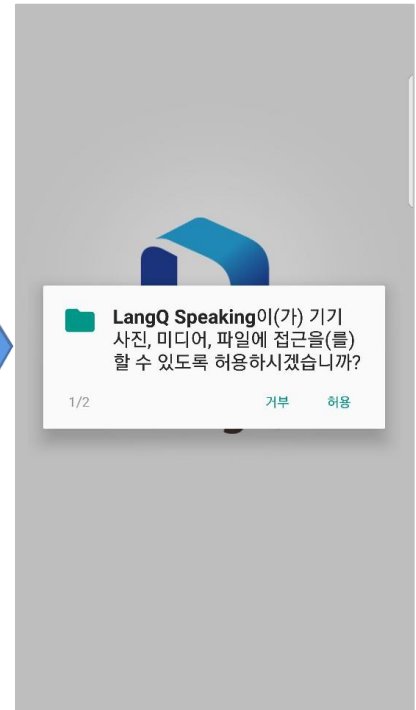 LangQ Speaking이(가) 기기
사진, 미디어, 파일에 접근을(를)
할 수 있도록 허용하시겠습니까?
1/2 거부 허용